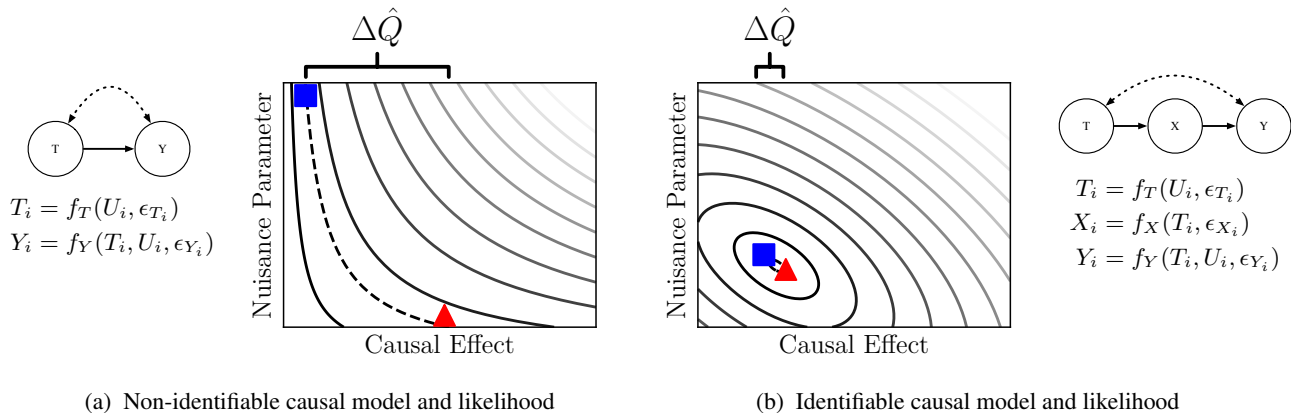 ΔQ̂
T
Y
T_i = f_T(U_i, ϵ_{T_i})
Y_i = f_Y(T_i, U_i, ϵ_{Y_i})
Nuisance Parameter
Causal Effect
(a) Non-identifiable causal model and likelihood
ΔQ̂
Nuisance Parameter
Causal Effect
T
X
Y
T_i = f_T(U_i, ϵ_{T_i})
X_i = f_X(T_i, ϵ_{X_i})
Y_i = f_Y(T_i, U_i, ϵ_{Y_i})
(b) Identifiable causal model and likelihood